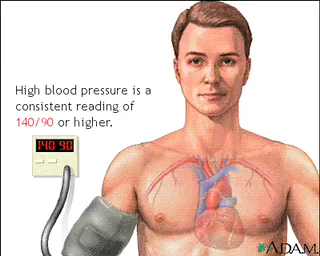 High blood pressure is a
consistent reading of
140/90 or higher.
140 90
A.D.A.M.